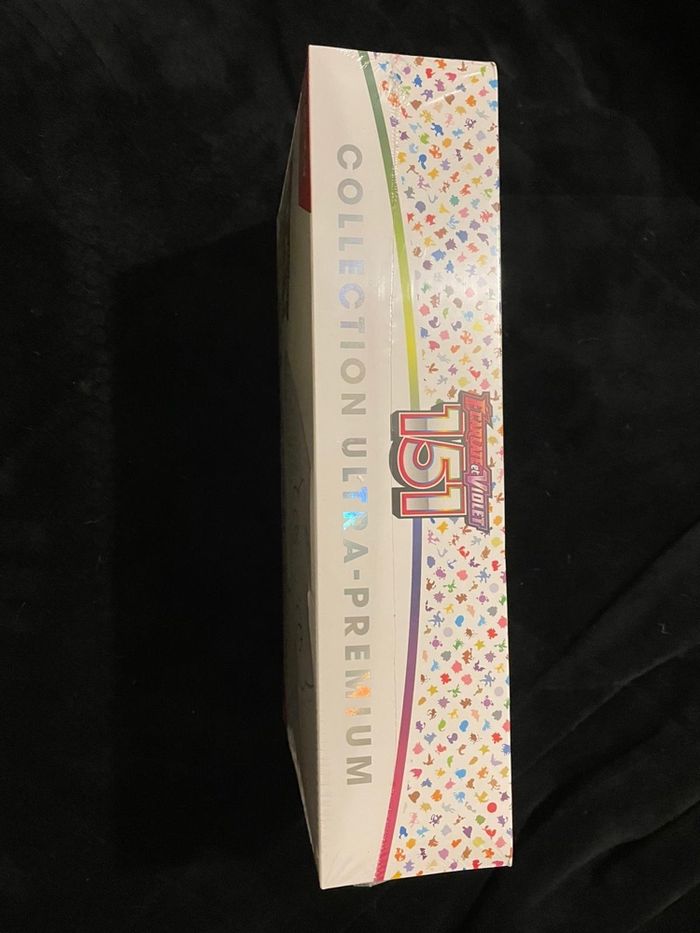 ÉCARLATE et VIOLET
151
COLLECTION ULTRA-PREMIUM